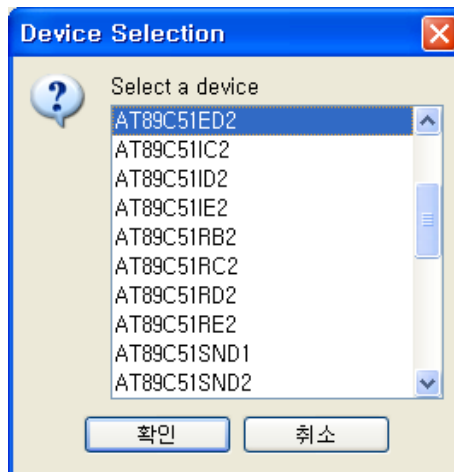 Device Selection
Select a device
AT89C51ED2
AT89C51IC2
AT89C51ID2
AT89C51IE2
AT89C51RB2
AT89C51RC2
AT89C51RD2
AT89C51RE2
AT89C51SND1
AT89C51SND2
확인 취소